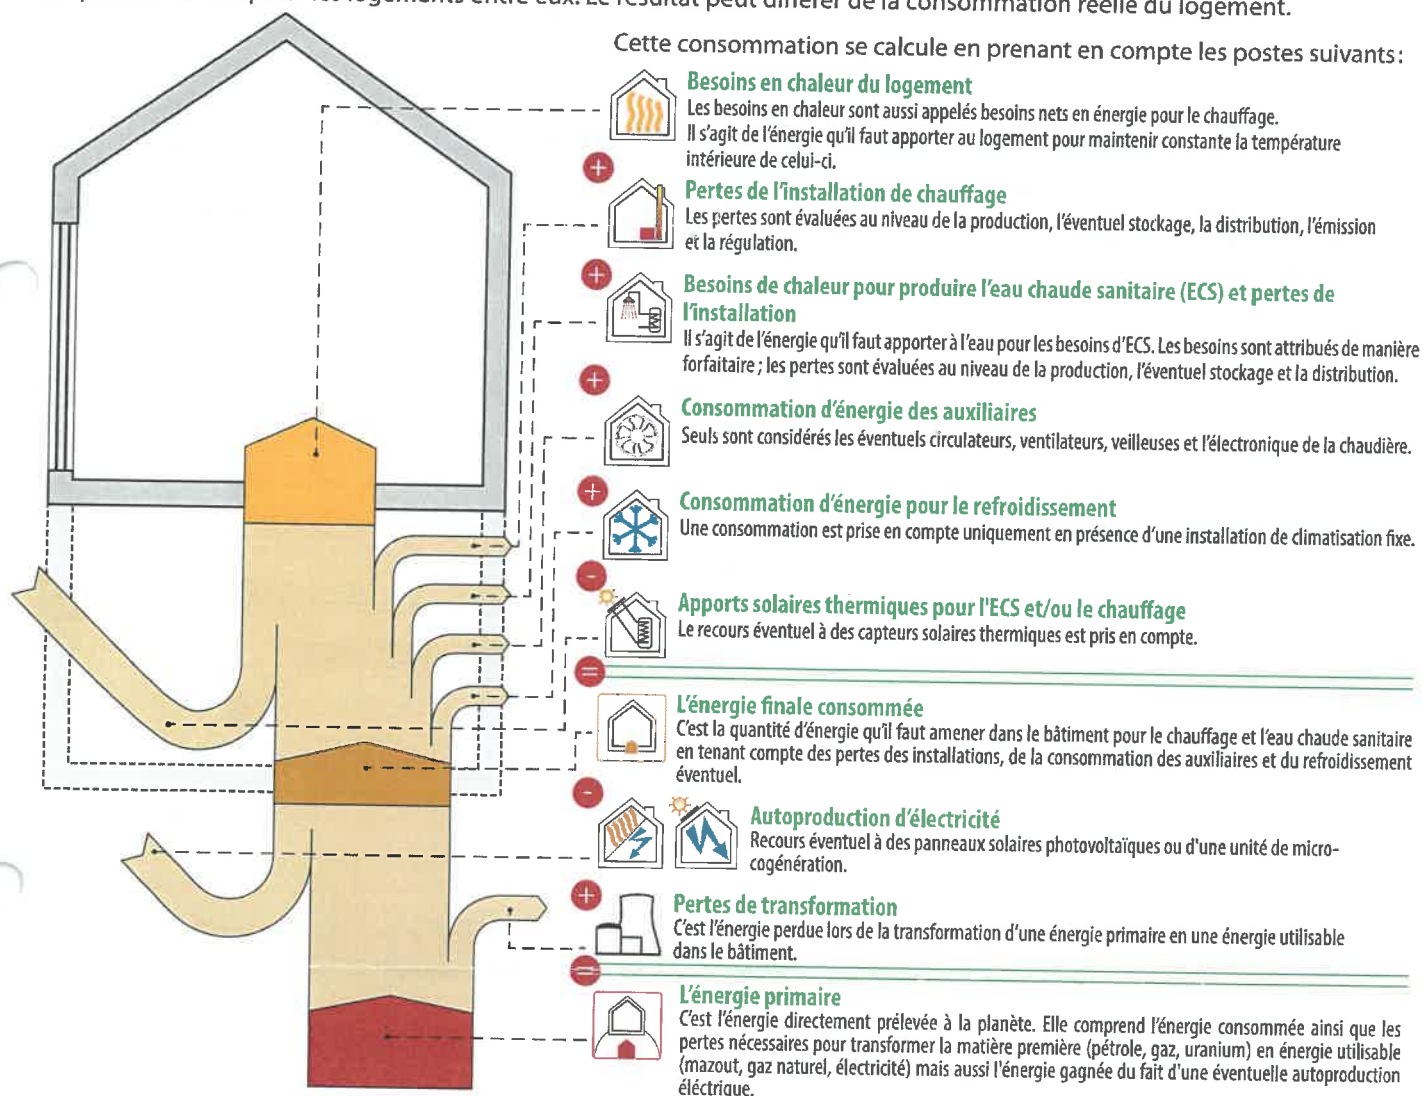 logements entre eux. Le résultat peut différer de la consommation réelle du logement.
Cette consommation se calcule en prenant en compte les postes suivants :
Besoins en chaleur du logement
Les besoins en chaleur sont aussi appelés besoins nets en énergie pour le chauffage.
Il s'agit de l'énergie qu'il faut apporter au logement pour maintenir constante la température
intérieure de celui-ci.
+
Pertes de l'installation de chauffage
Les pertes sont évaluées au niveau de la production, l'éventuel stockage, la distribution, l'émission
et la régulation.
+
Besoins de chaleur pour produire l'eau chaude sanitaire (ECS) et pertes de
l'installation
Il s'agit de l'énergie qu'il faut apporter à l'eau pour les besoins d'ECS. Les besoins sont attribués de manière
forfaitaire ; les pertes sont évaluées au niveau de la production, l'éventuel stockage et la distribution.
+
Consommation d'énergie des auxiliaires
Seuls sont considérés les éventuels circulateurs, ventilateurs, veilleuses et l'électronique de la chaudière.
+
Consommation d'énergie pour le refroidissement
Une consommation est prise en compte uniquement en présence d'une installation de climatisation fixe.
-
Apports solaires thermiques pour l'ECS et/ou le chauffage
Le recours éventuel à des capteurs solaires thermiques est pris en compte.
=
L'énergie finale consommée
C'est la quantité d'énergie qu'il faut amener dans le bâtiment pour le chauffage et l'eau chaude sanitaire
en tenant compte des pertes des installations, de la consommation des auxiliaires et du refroidissement
éventuel.
-
Autoproduction d'électricité
Recours éventuel à des panneaux solaires photovoltaïques ou d'une unité de micro-
cogénération.
+
Pertes de transformation
C'est l'énergie perdue lors de la transformation d'une énergie primaire en une énergie utilisable
dans le bâtiment.
=
L'énergie primaire
C'est l'énergie directement prélevée à la planète. Elle comprend l'énergie consommée ainsi que les
pertes nécessaires pour transformer la matière première (pétrole, gaz, uranium) en énergie utilisable
(mazout, gaz naturel, électricité) mais aussi l'énergie gagnée du fait d'une éventuelle autoproduction
éléctrique.